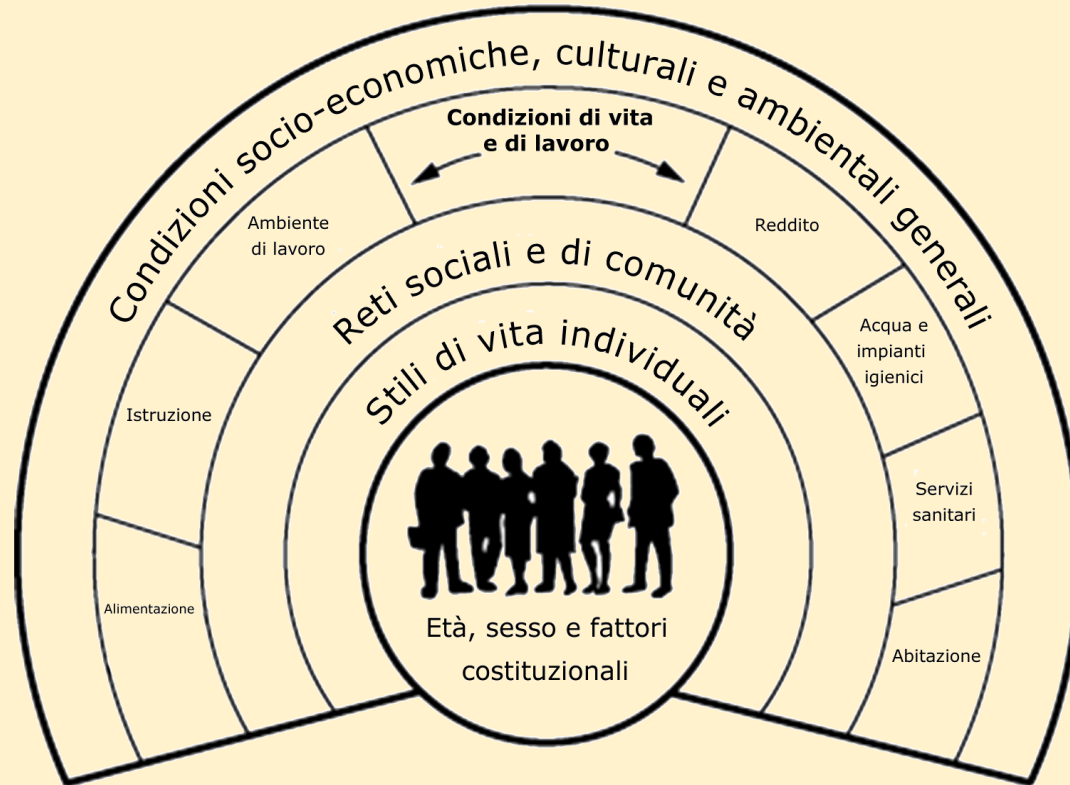 Condizioni socio-economiche, culturali e ambientali generali
Condizioni di vita
e di lavoro
Ambiente
di lavoro
Reddito
Reti sociali e di comunità
Acqua e
impianti
igienici
Stili di vita individuali
Istruzione
Servizi
sanitari
Alimentazione
Età, sesso e fattori
costituzionali
Abitazione